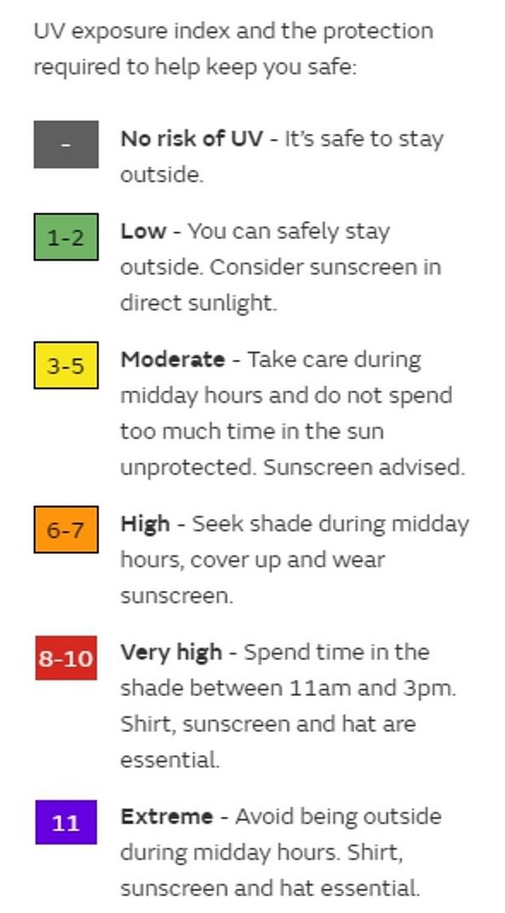 UV exposure index and the protection
required to help keep you safe:
-
No risk of UV - It's safe to stay
outside.
1-2
Low - You can safely stay
outside. Consider sunscreen in
direct sunlight.
3-5
Moderate - Take care during
midday hours and do not spend
too much time in the sun
unprotected. Sunscreen advised.
6-7
High - Seek shade during midday
hours, cover up and wear
sunscreen.
8-10
Very high - Spend time in the
shade between 11am and 3pm.
Shirt, sunscreen and hat are
essential.
11
Extreme - Avoid being outside
during midday hours. Shirt,
sunscreen and hat essential.